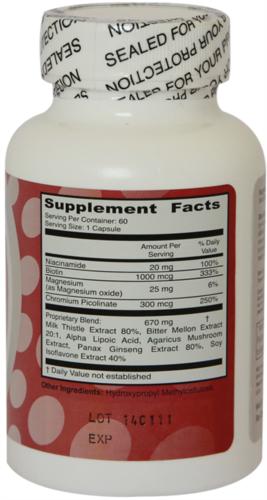 SEALED FOR YOUR
PROTECTION
SEALED FOR YOUR
Supplement Facts
Serving Per Container: 60
Serving Size: 1 Capsule
Amount Per Serving % Daily Value
Niacinamide 20 mg 100%
Biotin 1000 mcg 333%
Magnesium
(as Magnesium oxide) 25 mg 6%
Chromium Picolinate 300 mcg 250%
Proprietary Blend: 670 mg †
Milk Thistle Extract 80%, Bitter Mellon Extract
20:1, Alpha Lipoic Acid, Agaricus Mushroom
Extract, Panax Ginseng Extract 80%, Soy
Isoflavone Extract 40%
† Daily Value not established
Other Ingredients: Hydroxypropyl Methylcellulose.
LOT 140111
EXP